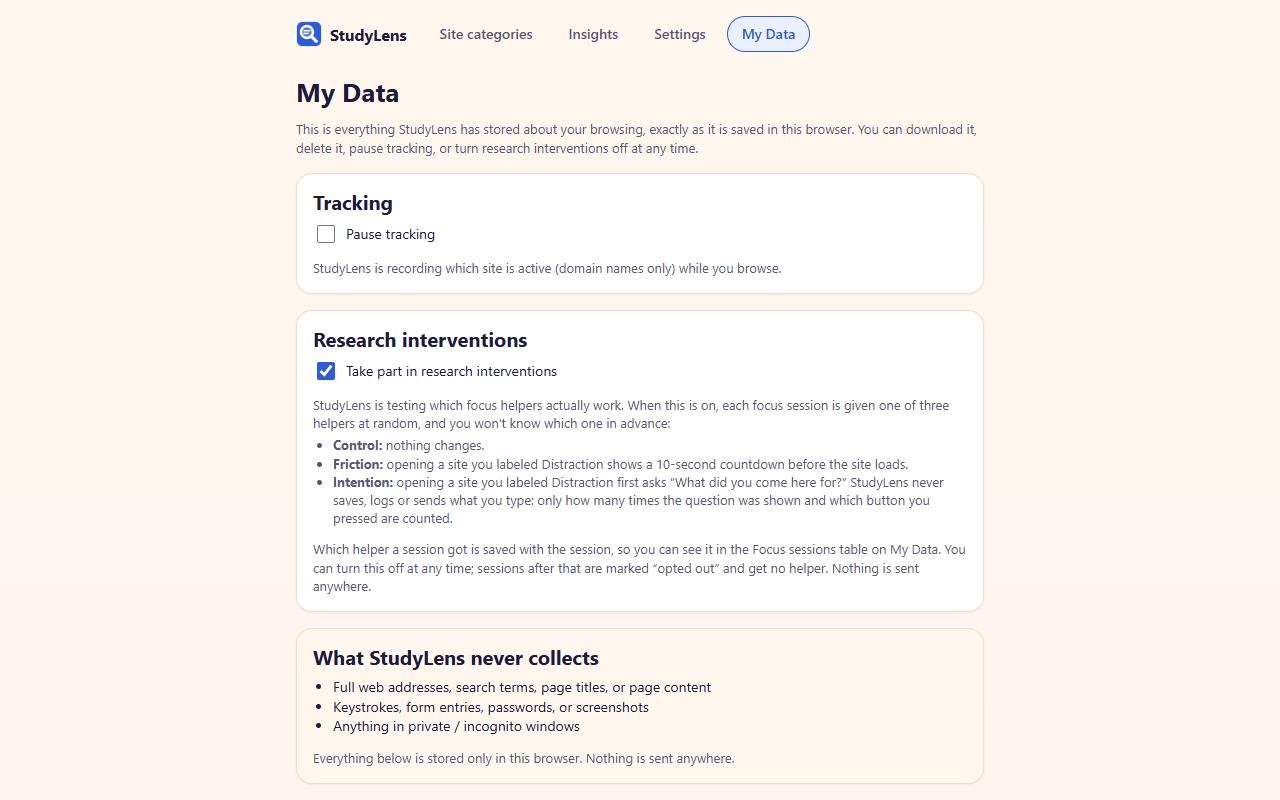 StudyLens
Site categories
Insights
Settings
My Data
My Data
This is everything StudyLens has stored about your browsing, exactly as it is saved in this browser. You can download it,
delete it, pause tracking, or turn research interventions off at any time.
Tracking
Pause tracking
StudyLens is recording which site is active (domain names only) while you browse.
Research interventions
Take part in research interventions
StudyLens is testing which focus helpers actually work. When this is on, each focus session is given one of three
helpers at random, and you won't know which one in advance:
• Control: nothing changes.
• Friction: opening a site you labeled Distraction shows a 10-second countdown before the site loads.
• Intention: opening a site you labeled Distraction first asks “What did you come here for?” StudyLens never
saves, logs or sends what you type: only how many times the question was shown and which button you
pressed are counted.
Which helper a session got is saved with the session, so you can see it in the Focus sessions table on My Data. You
can turn this off at any time; sessions after that are marked “opted out” and get no helper. Nothing is sent
anywhere.
What StudyLens never collects
• Full web addresses, search terms, page titles, or page content
• Keystrokes, form entries, passwords, or screenshots
• Anything in private / incognito windows
Everything below is stored only in this browser. Nothing is sent anywhere.